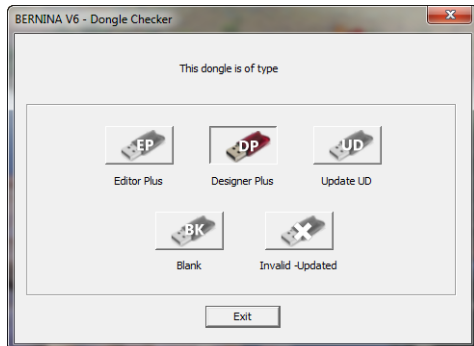 BERNINA V6 - Dongle Checker
This dongle is of type
EP DP UD
Editor Plus Designer Plus Update UD
BK
Blank Invalid -Updated
Exit